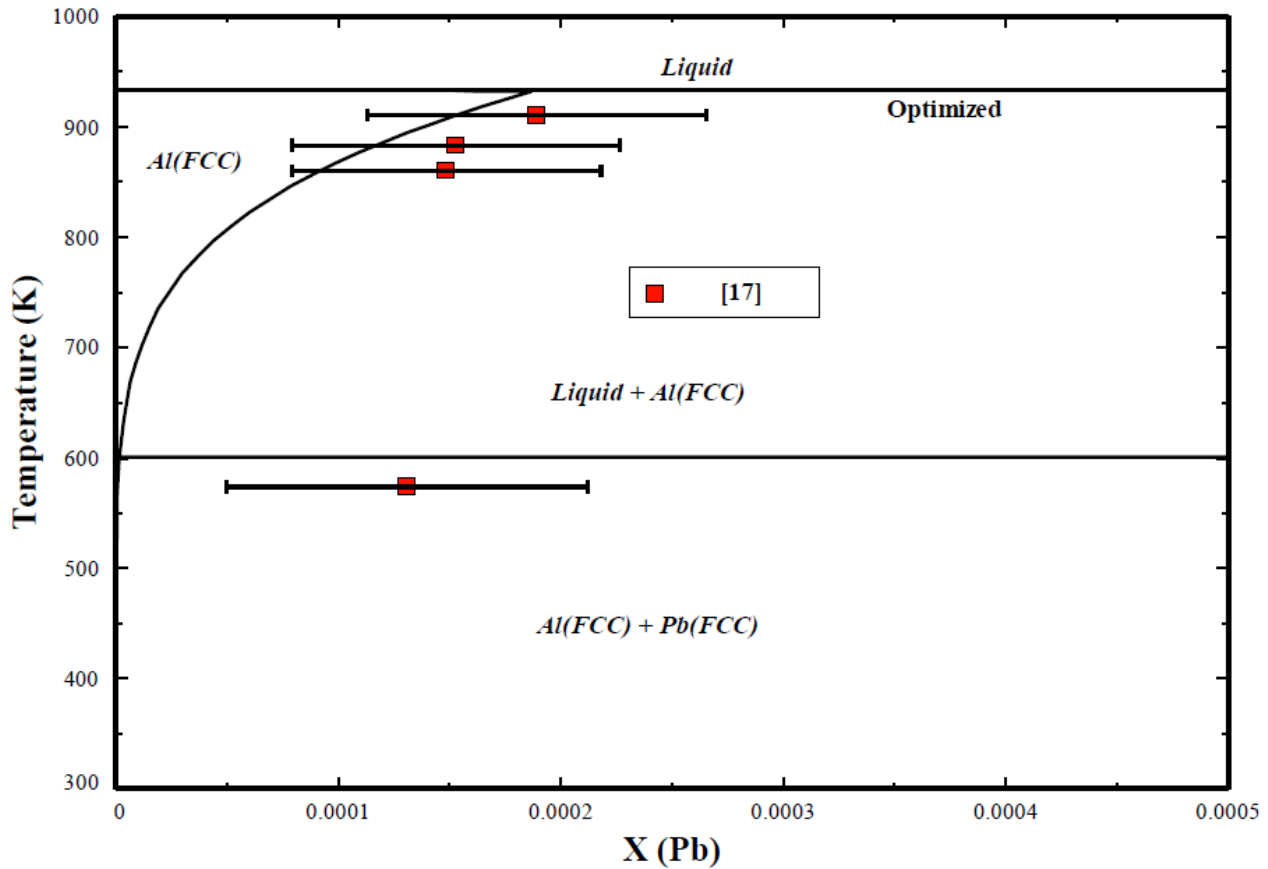 1000
Liquid
Optimized
900
Al(FCC)
800
[17]
700
Liquid + Al(FCC)
600
500
Al(FCC) + Pb(FCC)
400
300
0 0.0001 0.0002 0.0003 0.0004 0.0005
X (Pb)
Temperature (K)